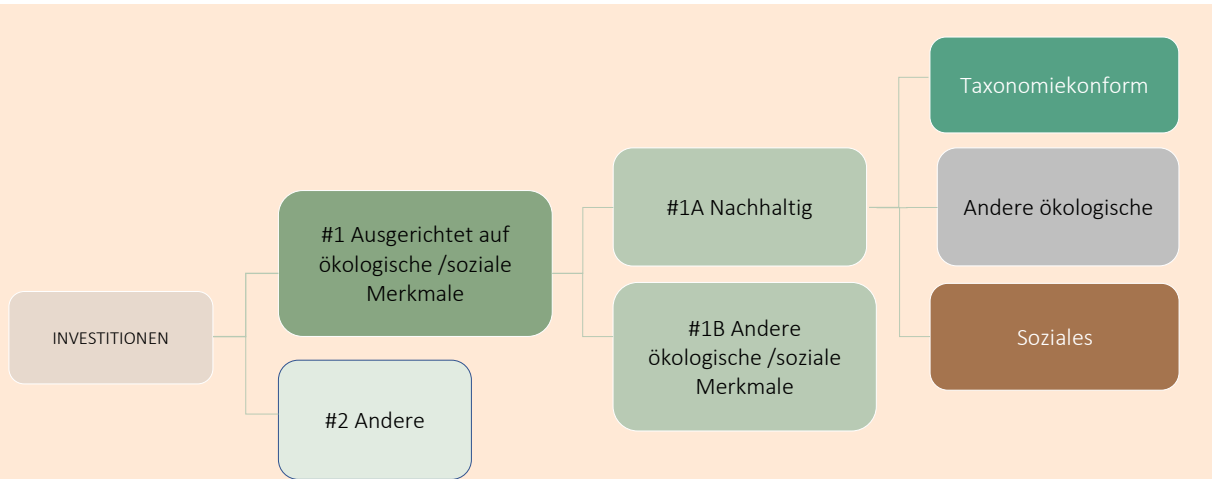 INVESTITIONEN
#1 Ausgerichtet auf
ökologische /soziale
Merkmale
#2 Andere
#1A Nachhaltig
#1B Andere
ökologische /soziale
Merkmale
Taxonomiekonform
Andere ökologische
Soziales